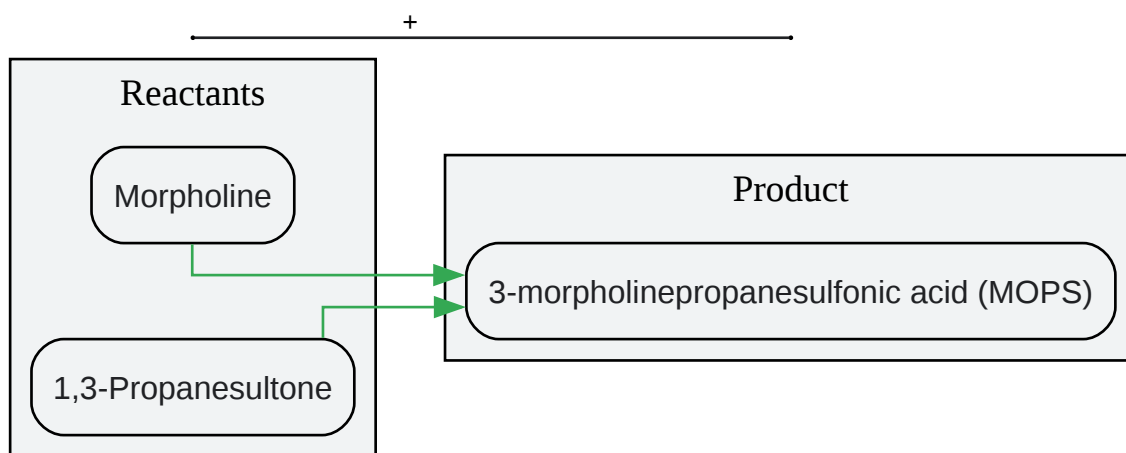 +
Reactants
Morpholine
1,3-Propanesultone
Product
3-morpholinepropanesulfonic acid (MOPS)